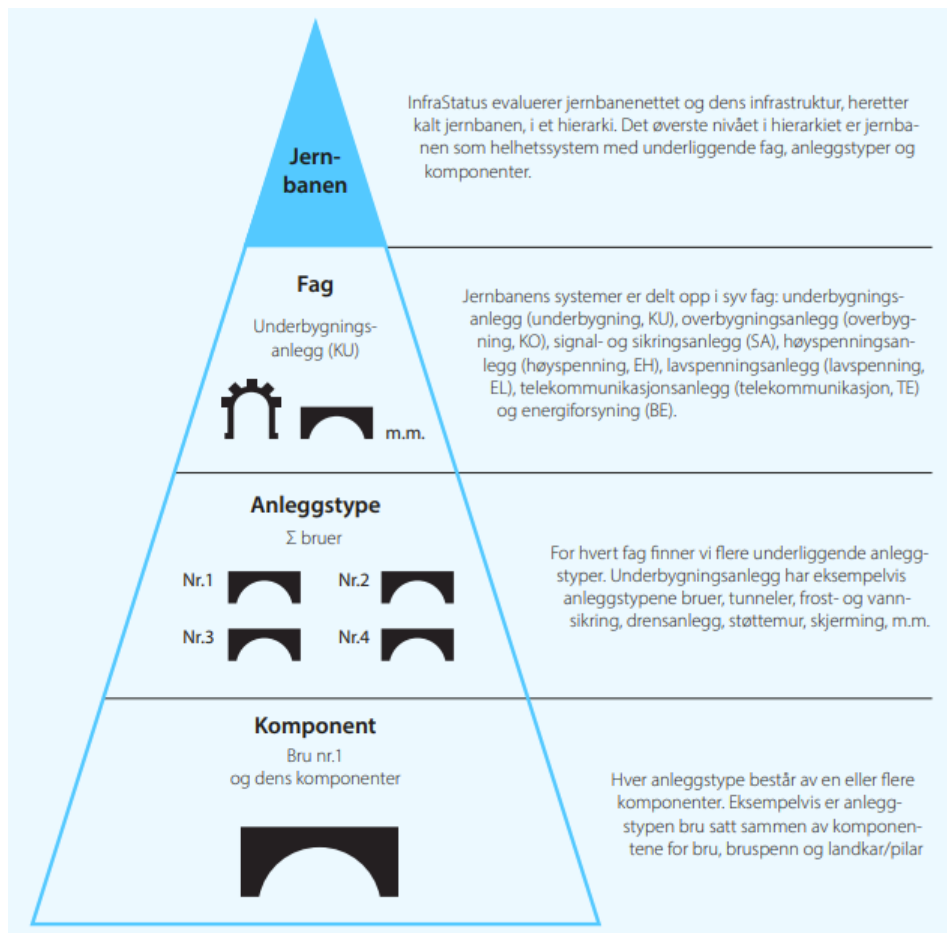 InfraStatus evaluerer jernbanenettet og dens infrastruktur, heretter
kalt jernbanen, i et hierarki. Det øverste nivået i hierarkiet er jernba-
nen som helhetssystem med underliggende fag, anleggstyper og
komponenter.
Jern-
banen
Fag
Underbygnings-
anlegg (KU)
m.m.
Jernbanens systemer er delt opp i syv fag: underbygnings-
anlegg (underbygning, KU), overbygningsanlegg (overbyg-
ning, KO), signal- og sikringsanlegg (SA), høyspenningsan-
legg (høyspenning, EH), lavspenningsanlegg (lavspenning,
EL), telekommunikasjonsanlegg (telekommunikasjon, TE)
og energiforsyning (BE).
Anleggstype
Σ bruer
Nr.1
Nr.2
Nr.3
Nr.4
For hvert fag finner vi flere underliggende anlegg-
styper. Underbygningsanlegg har eksempelvis
anleggstypene bruer, tunneler, frost- og vann-
sikring, drensanlegg, støttemur, skjerming, m.m.
Komponent
Bru nr.1
og dens komponenter
Hver anleggstype består av en eller flere
komponenter. Eksempelvis er anlegg-
stypen bru satt sammen av komponen-
tene for bru, bruspenn og landkar/pilar